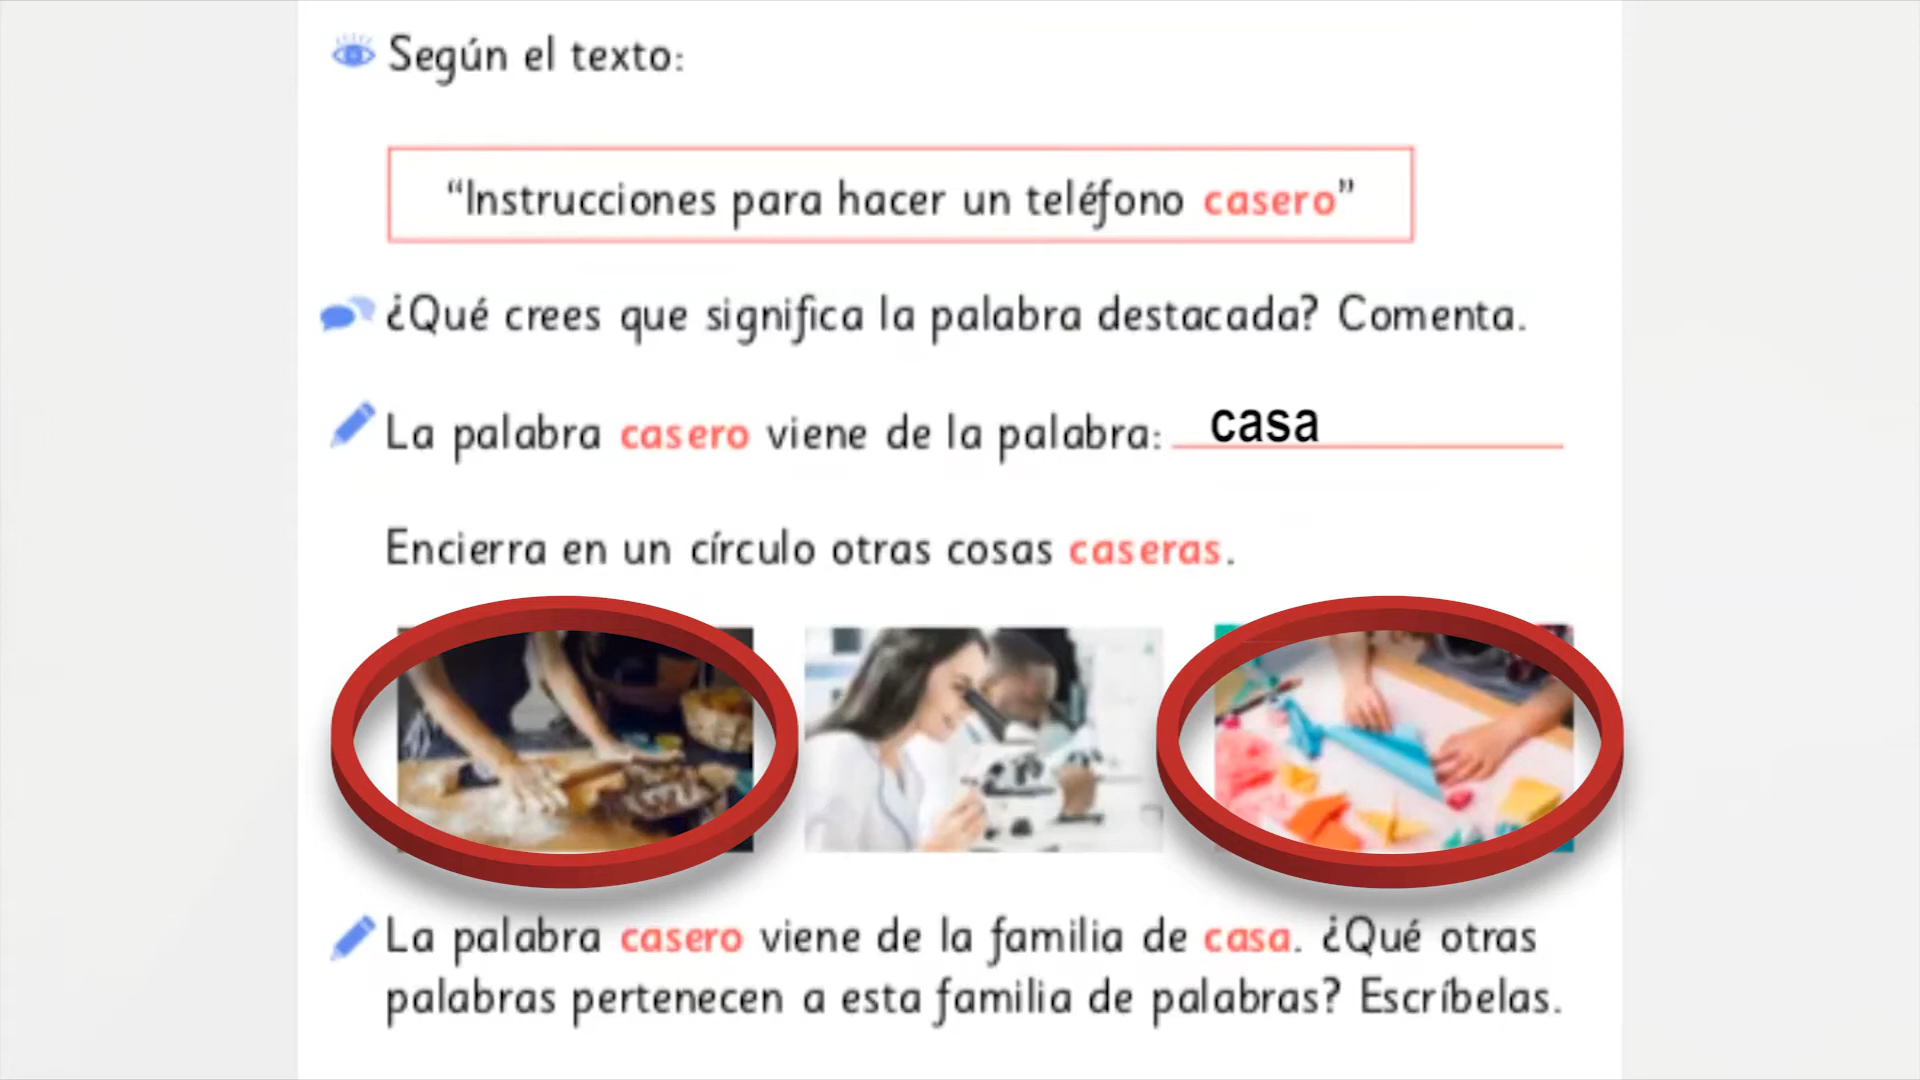 Según el texto:
“Instrucciones para hacer un teléfono casero”
¿Qué crees que significa la palabra destacada? Comenta.
La palabra casero viene de la palabra: casa
Encierra en un círculo otras cosas caseras.
La palabra casero viene de la familia de casa. ¿Qué otras
palabras pertenecen a esta familia de palabras? Escríbelas.